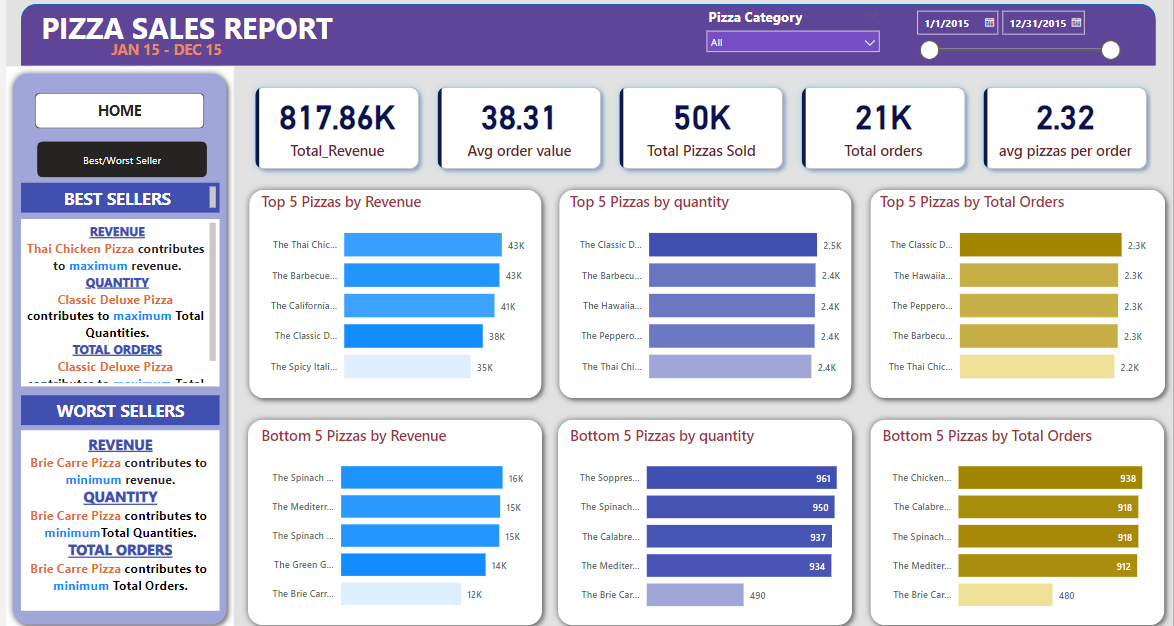 PIZZA SALES REPORT
JAN 15 - DEC 15
Pizza Category
All
1/1/2015
12/31/2015
HOME
Best/Worst Seller
BEST SELLERS
REVENUE
Thai Chicken Pizza contributes
to maximum revenue.
QUANTITY
Classic Deluxe Pizza
contributes to maximum Total
Quantities.
TOTAL ORDERS
Classic Deluxe Pizza
contributes to maximum Total
WORST SELLERS
REVENUE
Brie Carre Pizza contributes to
minimum revenue.
QUANTITY
Brie Carre Pizza contributes to
minimumTotal Quantities.
TOTAL ORDERS
Brie Carre Pizza contributes to
minimum Total Orders.
817.86K
Total_Revenue
38.31
Avg order value
50K
Total Pizzas Sold
21K
Total orders
2.32
avg pizzas per order
Top 5 Pizzas by Revenue
The Thai Chic... 43K
The Barbecue... 43K
The California... 41K
The Classic D... 38K
The Spicy Itali... 35K
Top 5 Pizzas by quantity
The Classic D... 2.5K
The Barbecu... 2.4K
The Hawaiia... 2.4K
The Peppero... 2.4K
The Thai Chi... 2.4K
Top 5 Pizzas by Total Orders
The Classic D... 2.3K
The Hawaiia... 2.3K
The Peppero... 2.3K
The Barbecu... 2.3K
The Thai Chic... 2.2K
Bottom 5 Pizzas by Revenue
The Spinach ... 16K
The Mediterr... 15K
The Spinach ... 15K
The Green G... 14K
The Brie Carr... 12K
Bottom 5 Pizzas by quantity
The Soppres... 961
The Spinach... 950
The Calabre... 937
The Mediter... 934
The Brie Car... 490
Bottom 5 Pizzas by Total Orders
The Chicken... 938
The Calabre... 918
The Spinach... 918
The Mediter... 912
The Brie Car... 480